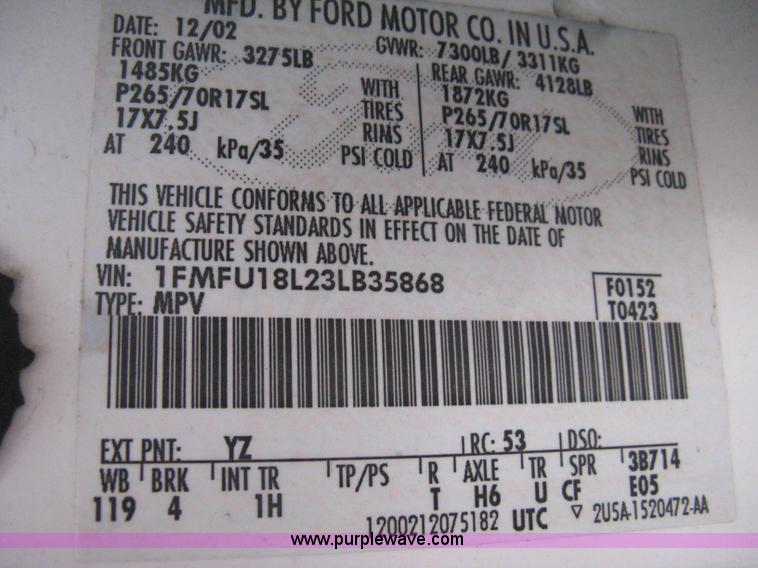 MFD. BY FORD MOTOR CO. IN U.S.A.
DATE: 12/02 GVWR: 7300LB/ 3311KG
FRONT GAWR: 3275LB REAR GAWR: 4128LB
1485KG WITH 1872KG WITH
P265/70R17SL TIRES P265/70R17SL TIRES
17X7.5J RIMS 17X7.5J RIMS
AT 240 kPa/35 PSI COLD AT 240 kPa/35 PSI COLD
THIS VEHICLE CONFORMS TO ALL APPLICABLE FEDERAL MOTOR
VEHICLE SAFETY STANDARDS IN EFFECT ON THE DATE OF
MANUFACTURE SHOWN ABOVE.
VIN: 1FMFU18L23LB35868 F0152
TYPE: MPV T0423
EXT PNT: YZ RC: 53 DSO:
WB BRK INT TR TP/PS R AXLE TR SPR 3B714
119 4 1H T H6 U CF E05
1200212075182 UTC ▽ 2U5A-1520472-AA
www.purplewave.com